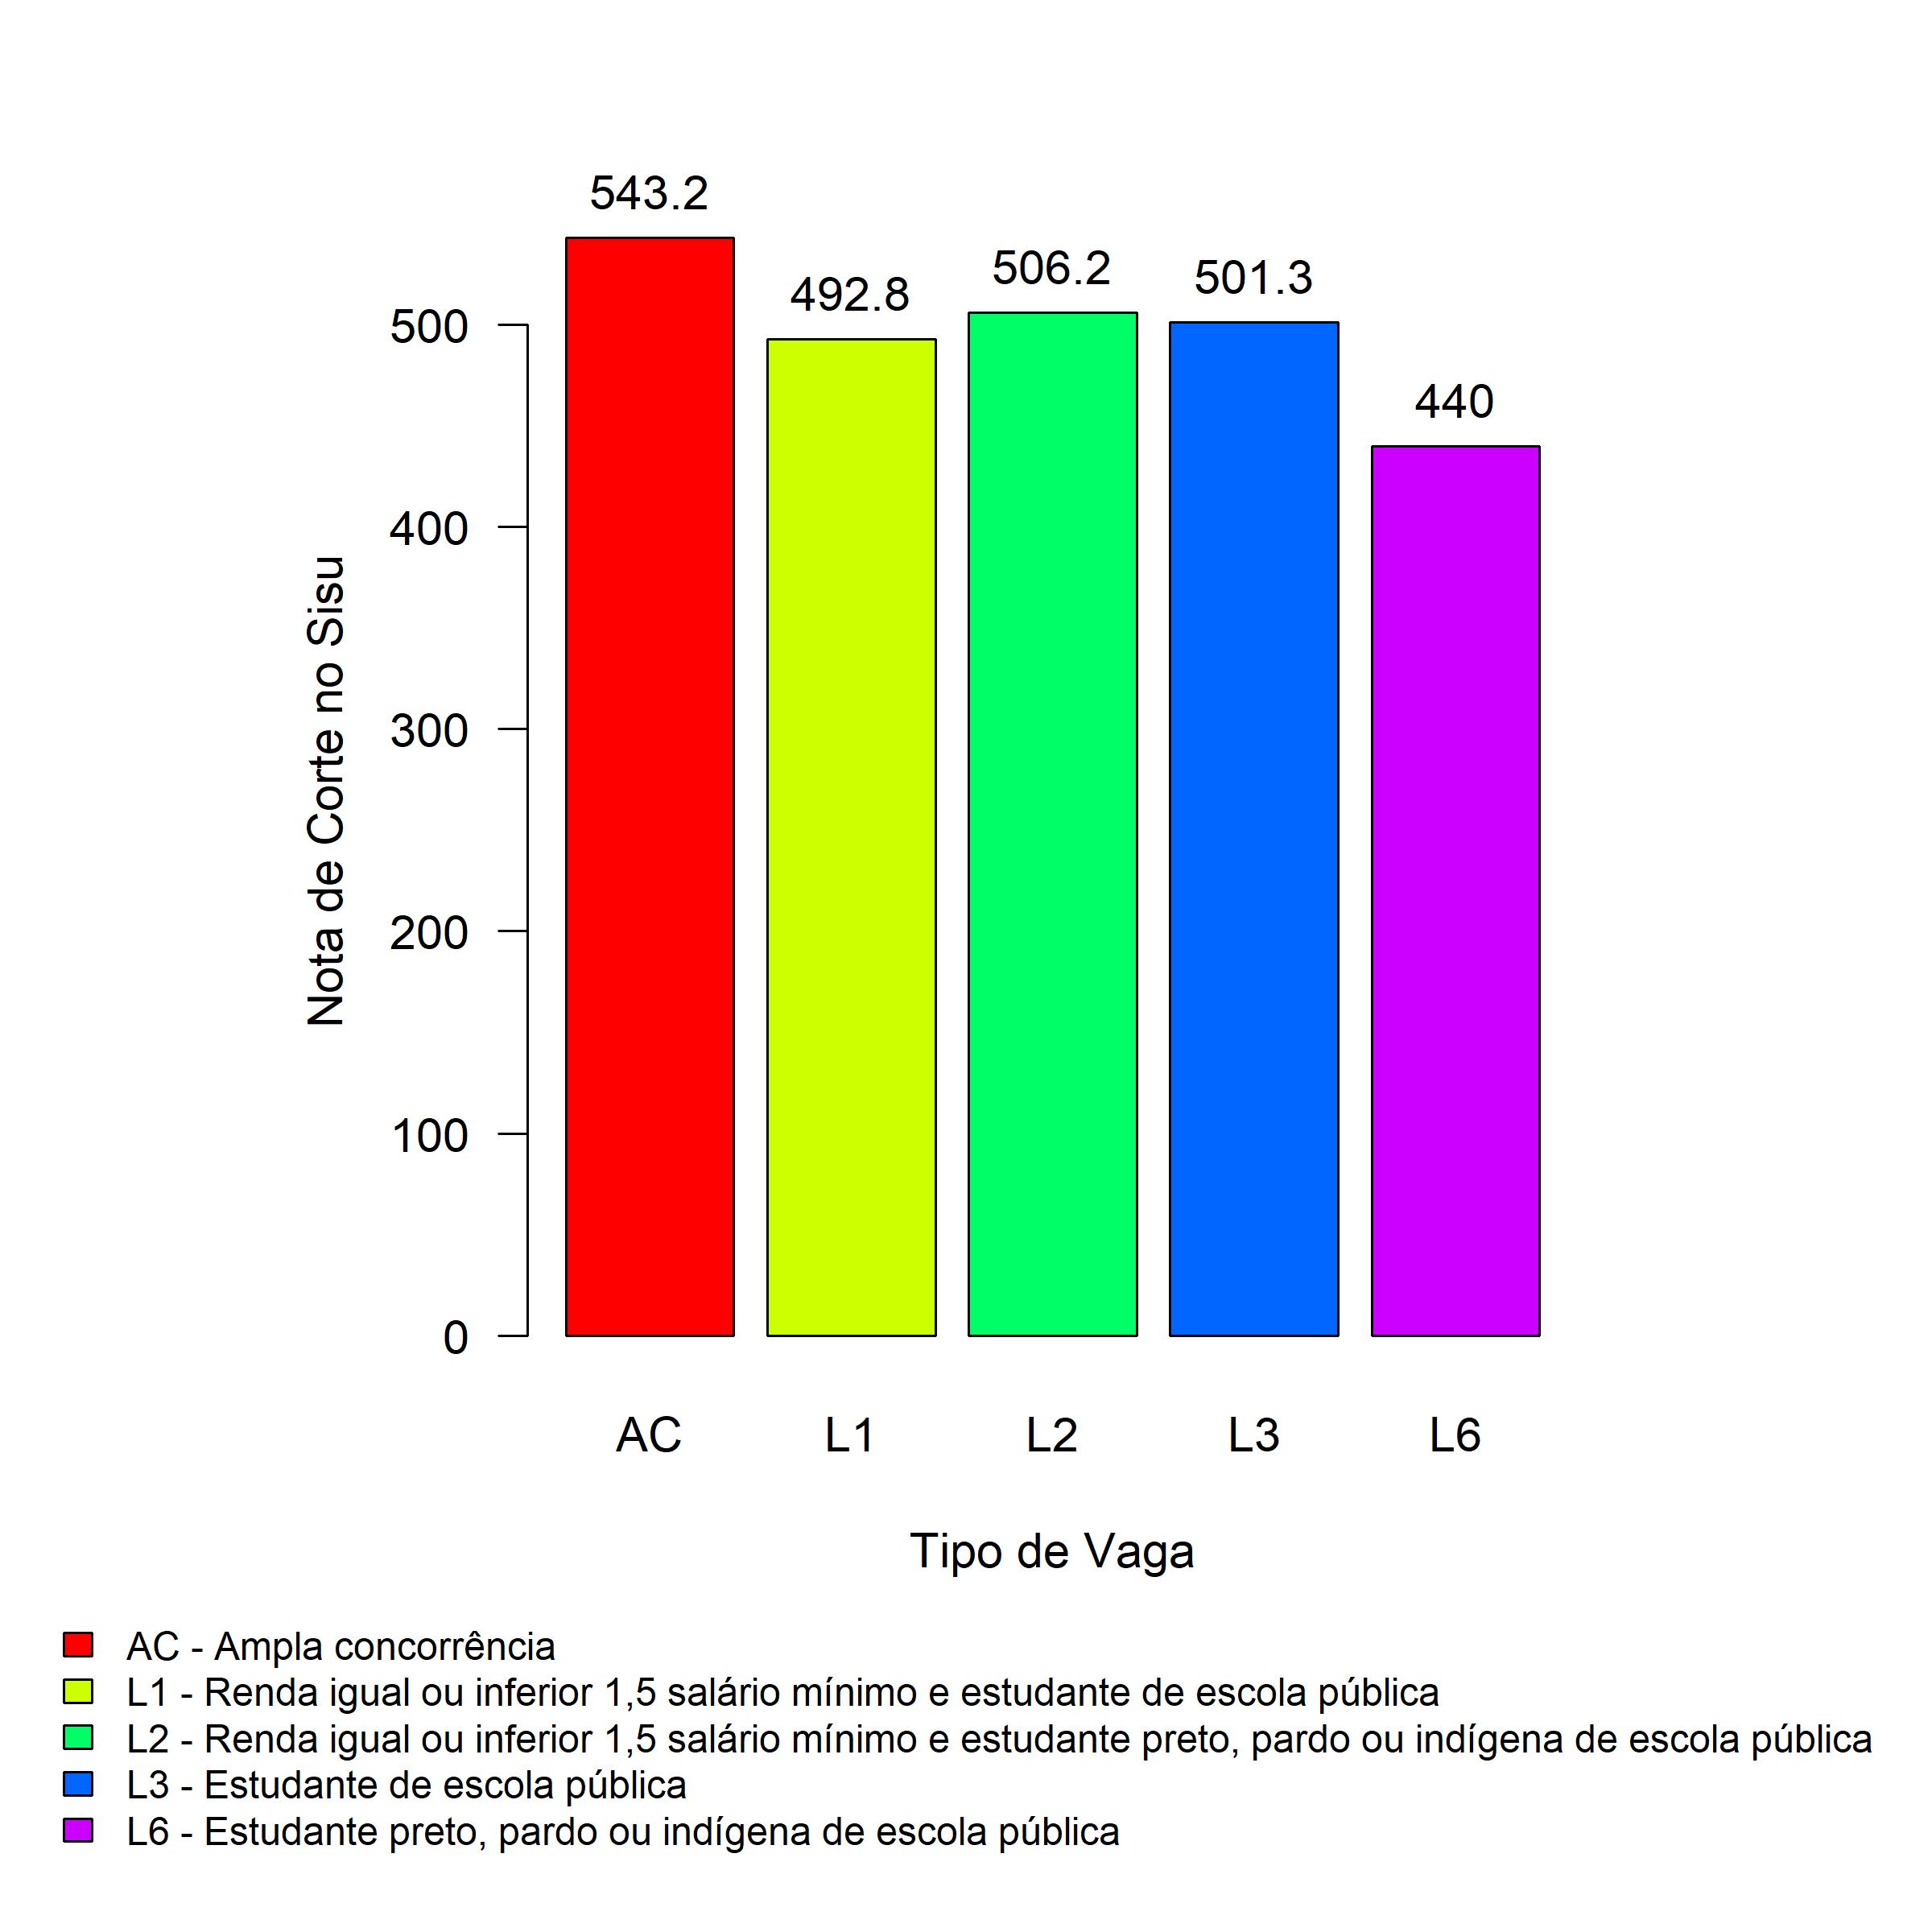 543.2
492.8
506.2
501.3
440
500
400
300
200
100
0
Nota de Corte no Sisu
AC L1 L2 L3 L6
Tipo de Vaga
AC - Ampla concorrência
L1 - Renda igual ou inferior 1,5 salário mínimo e estudante de escola pública
L2 - Renda igual ou inferior 1,5 salário mínimo e estudante preto, pardo ou indígena de escola pública
L3 - Estudante de escola pública
L6 - Estudante preto, pardo ou indígena de escola pública